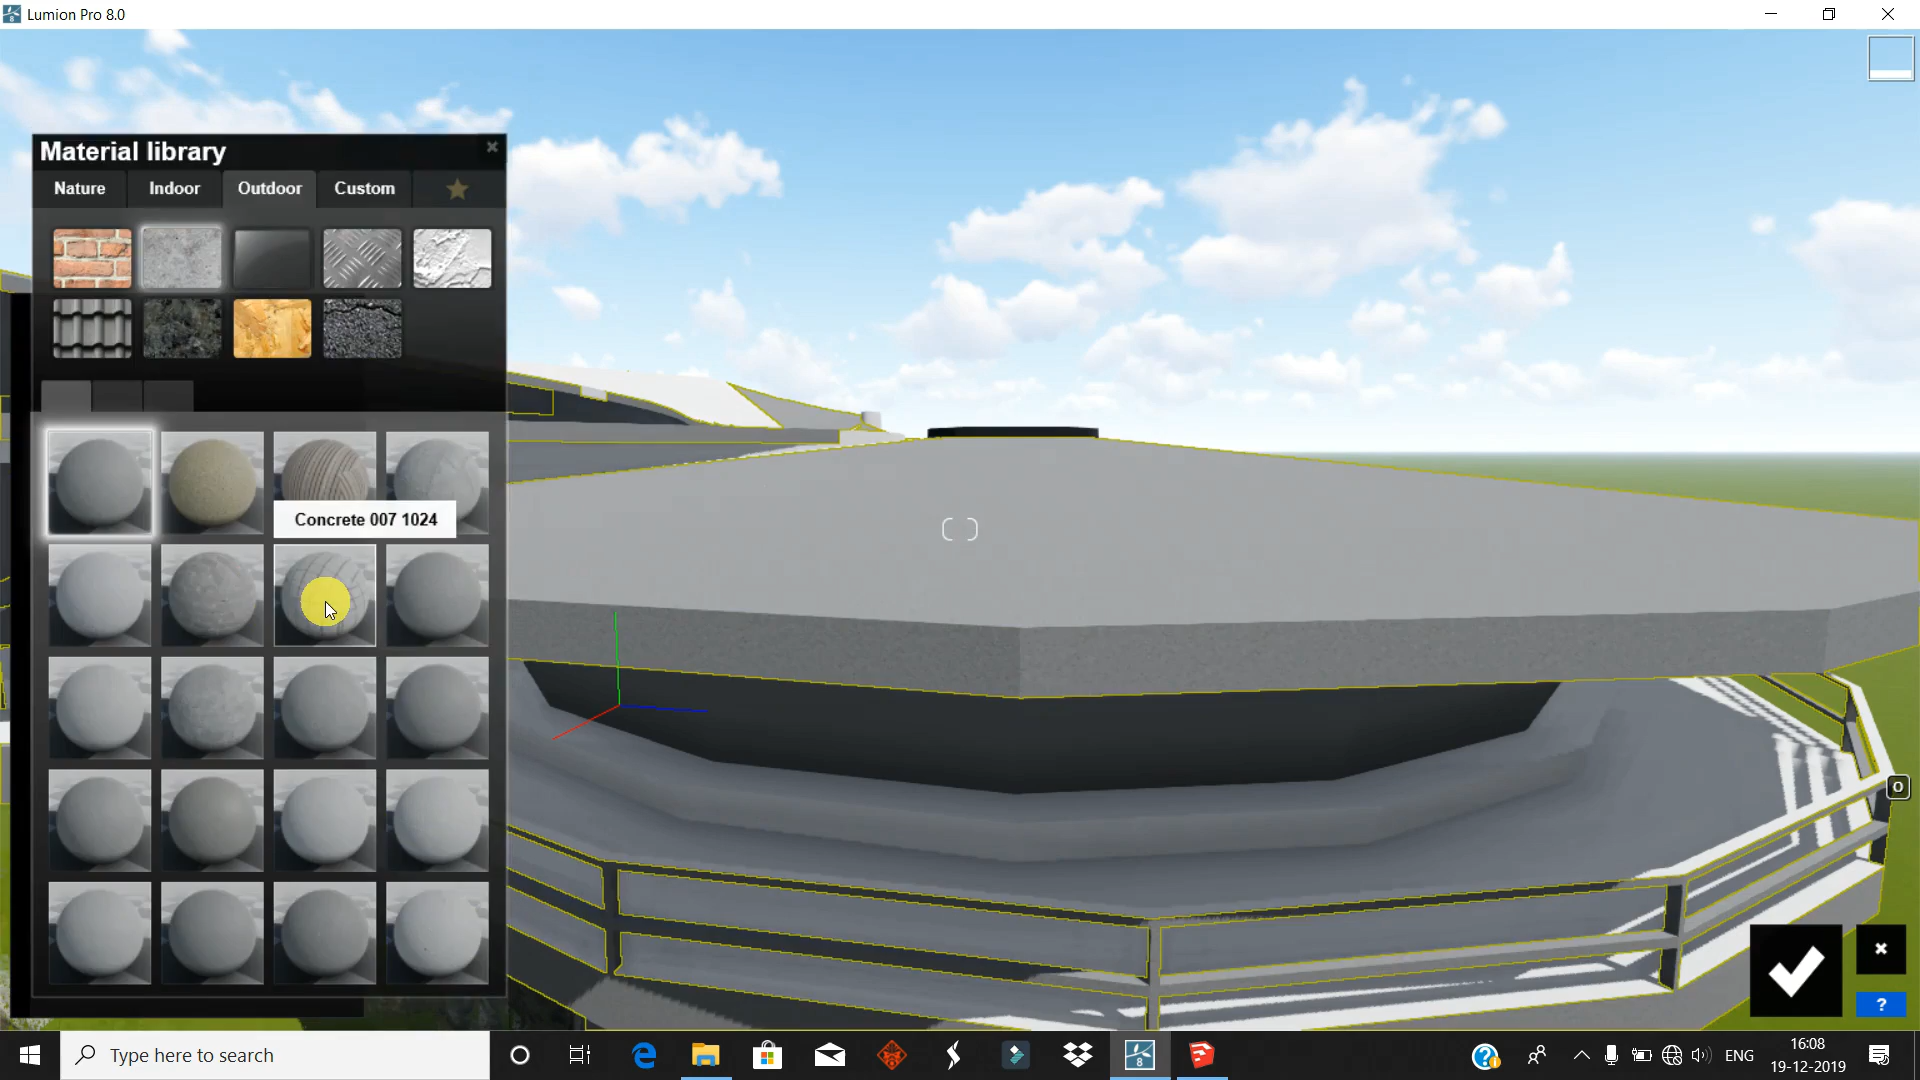 Lumion Pro 8.0
Material library
Nature
Indoor
Outdoor
Custom
Concrete 007 1024
O
?
Type here to search
8
ENG
16:08
19-12-2019